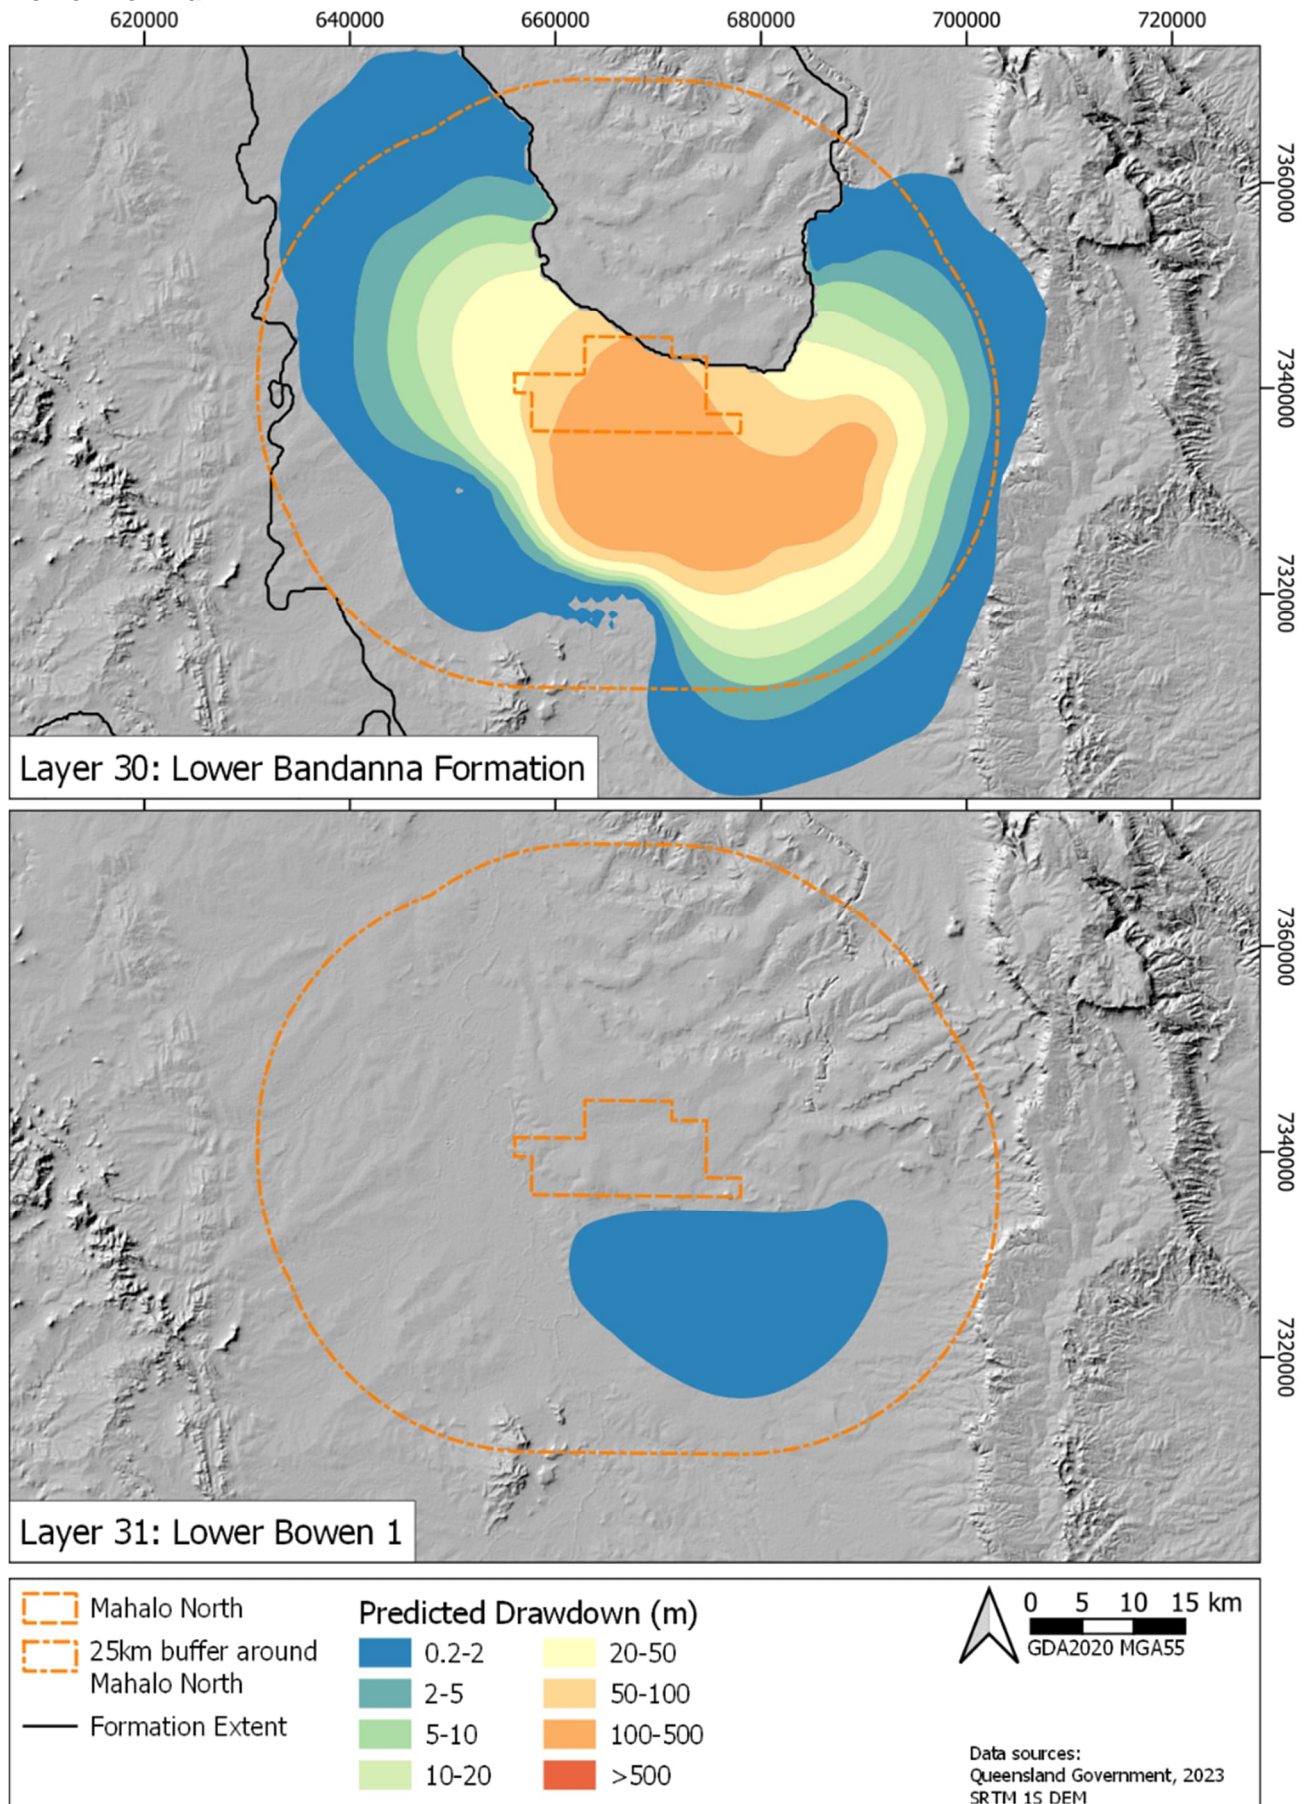 620000 640000 660000 680000 700000 720000
7360000
7340000
7320000
Layer 30: Lower Bandanna Formation
7360000
7340000
7320000
Layer 31: Lower Bowen 1
Mahalo North
25km buffer around
Mahalo North
Formation Extent
Predicted Drawdown (m)
0.2-2
2-5
5-10
10-20
20-50
50-100
100-500
>500
0 5 10 15 km
GDA2020 MGA55
Data sources:
Queensland Government, 2023
SRTM 1S DEM